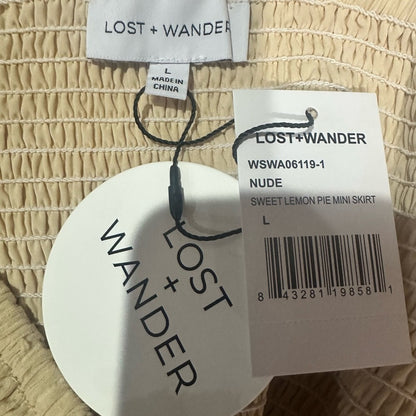 LOST + WANDER
L
MADE IN
CHINA
LOST+WANDER
WSWA06119-1
NUDE
SWEET LEMON PIE MINI SKIRT
L
8 43281 19858 1
LOST
+
WANDER